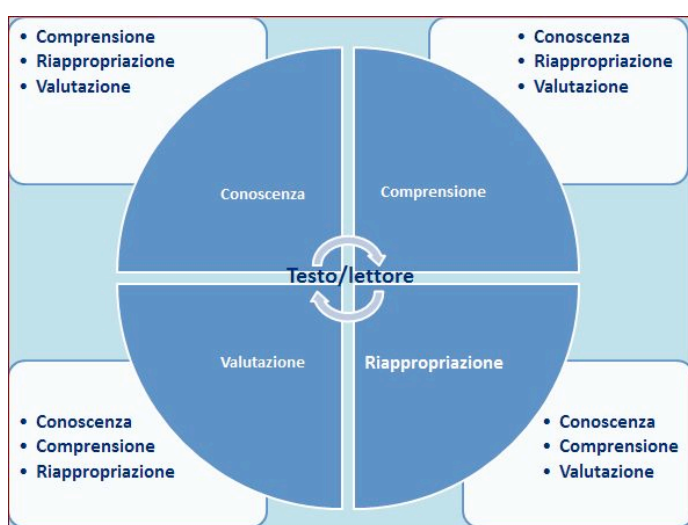 • Comprensione
• Riappropriazione
• Valutazione
• Conoscenza
• Riappropriazione
• Valutazione
Conoscenza
Comprensione
Testo/lettore
Valutazione
Riappropriazione
• Conoscenza
• Comprensione
• Riappropriazione
• Conoscenza
• Comprensione
• Valutazione